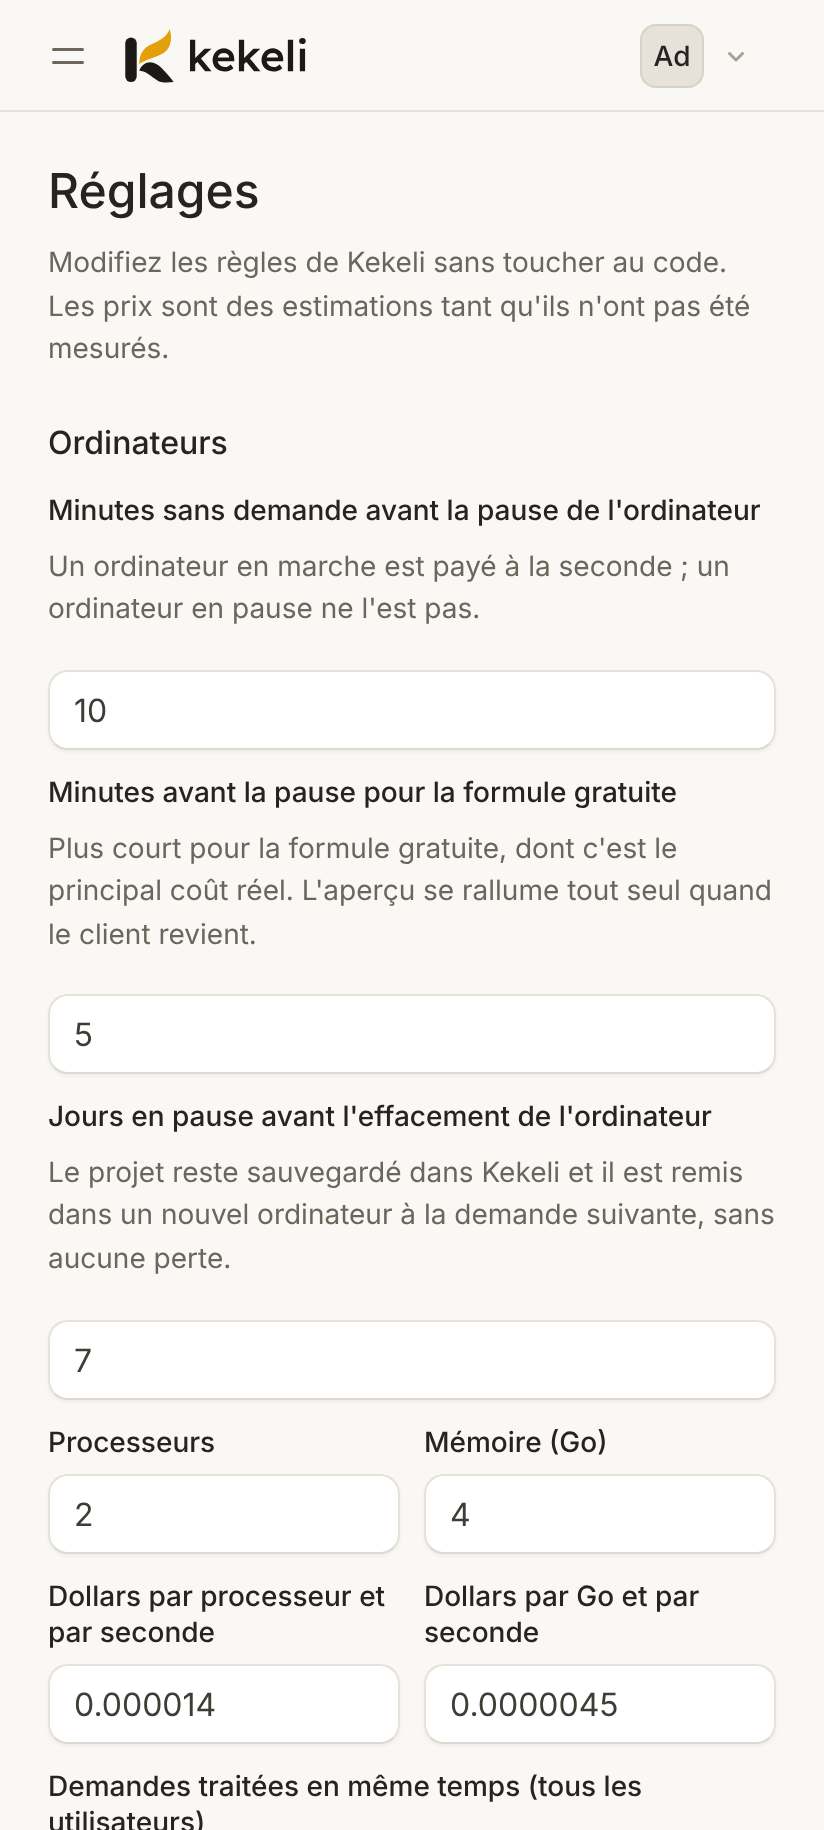 kekeli
Ad
Réglages
Modifiez les règles de Kekeli sans toucher au code.
Les prix sont des estimations tant qu'ils n'ont pas été
mesurés.
Ordinateurs
Minutes sans demande avant la pause de l'ordinateur
Un ordinateur en marche est payé à la seconde ; un
ordinateur en pause ne l'est pas.
10
Minutes avant la pause pour la formule gratuite
Plus court pour la formule gratuite, dont c'est le
principal coût réel. L'aperçu se rallume tout seul quand
le client revient.
5
Jours en pause avant l'effacement de l'ordinateur
Le projet reste sauvegardé dans Kekeli et il est remis
dans un nouvel ordinateur à la demande suivante, sans
aucune perte.
7
Processeurs
2
Mémoire (Go)
4
Dollars par processeur et
par seconde
0.000014
Dollars par Go et par
seconde
0.0000045
Demandes traitées en même temps (tous les
utilisateurs)